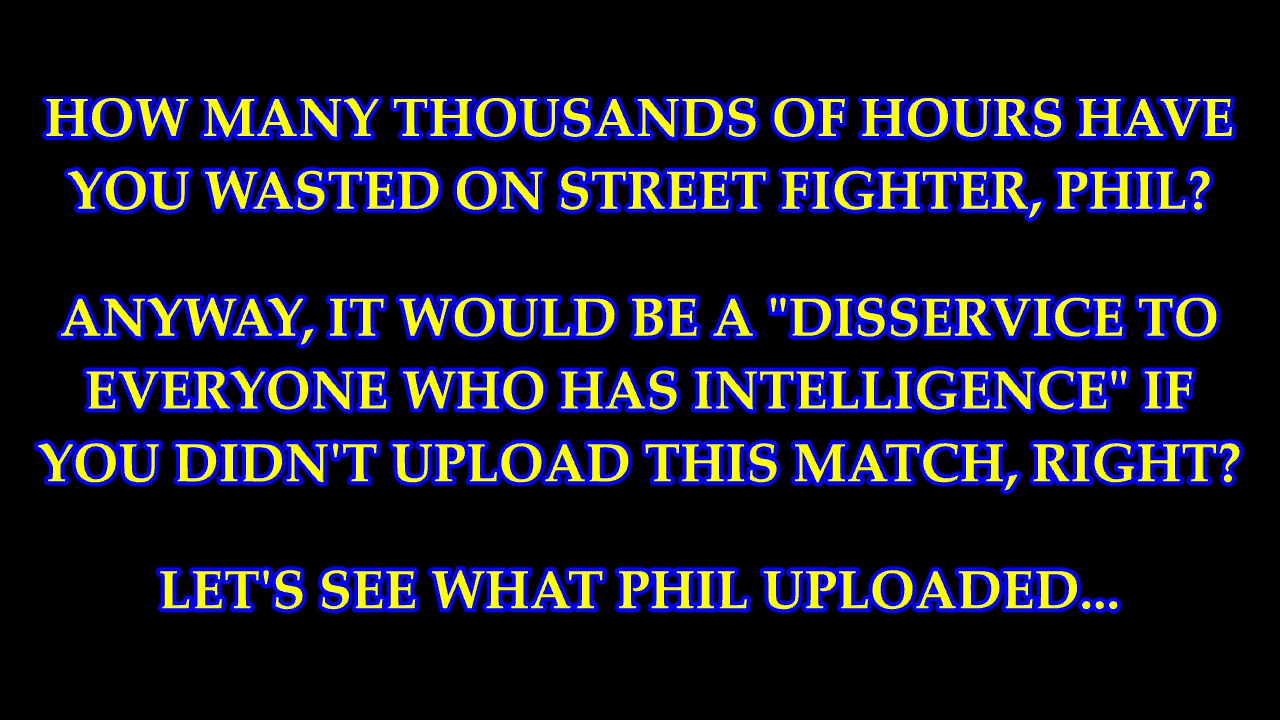 HOW MANY THOUSANDS OF HOURS HAVE
YOU WASTED ON STREET FIGHTER, PHIL?
ANYWAY, IT WOULD BE A "DISSERVICE TO
EVERYONE WHO HAS INTELLIGENCE" IF
YOU DIDN'T UPLOAD THIS MATCH, RIGHT?
LET'S SEE WHAT PHIL UPLOADED...